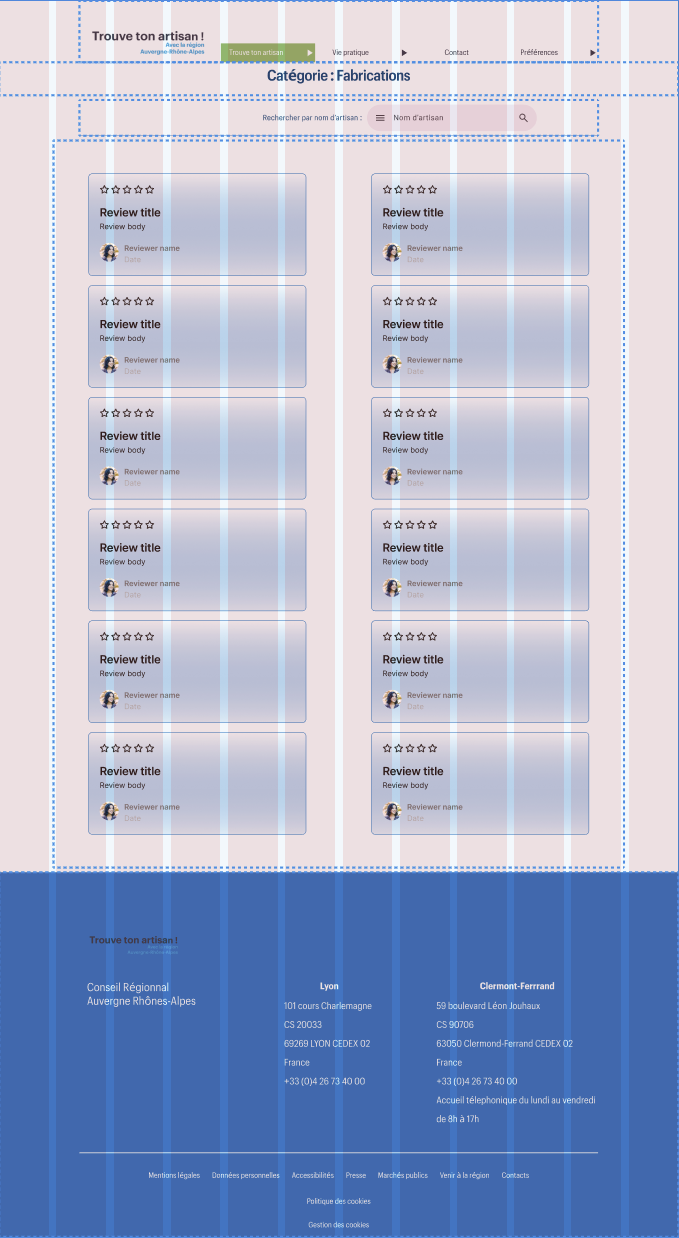 Trouve ton artisan !
Avec la région
Auvergne-Rhône-Alpes
Trouve ton artisan
Vie pratique
Contact
Préférences
Catégorie : Fabrications
Rechercher par nom d'artisan :
Nom d'artisan
Review title
Review body
Reviewer name
Date
Review title
Review body
Reviewer name
Date
Review title
Review body
Reviewer name
Date
Review title
Review body
Reviewer name
Date
Review title
Review body
Reviewer name
Date
Review title
Review body
Reviewer name
Date
Review title
Review body
Reviewer name
Date
Review title
Review body
Reviewer name
Date
Review title
Review body
Reviewer name
Date
Review title
Review body
Reviewer name
Date
Review title
Review body
Reviewer name
Date
Review title
Review body
Reviewer name
Date
Trouve ton artisan !
Avec la région
Auvergne-Rhône-Alpes
Conseil Régionnal
Auvergne Rhônes-Alpes
Lyon
101 cours Charlemagne
CS 20033
69269 LYON CEDEX 02
France
+33 (0)4 26 73 40 00
Clermont-Ferrrand
59 boulevard Léon Jouhaux
CS 90706
63050 Clermond-Ferrand CEDEX 02
France
+33 (0)4 26 73 40 00
Accueil télephonique du lundi au vendredi
de 8h à 17h
Mentions légales
Données personnelles
Accessibilités
Presse
Marchés publics
Venir à la région
Contacts
Politique des cookies
Gestion des cookies